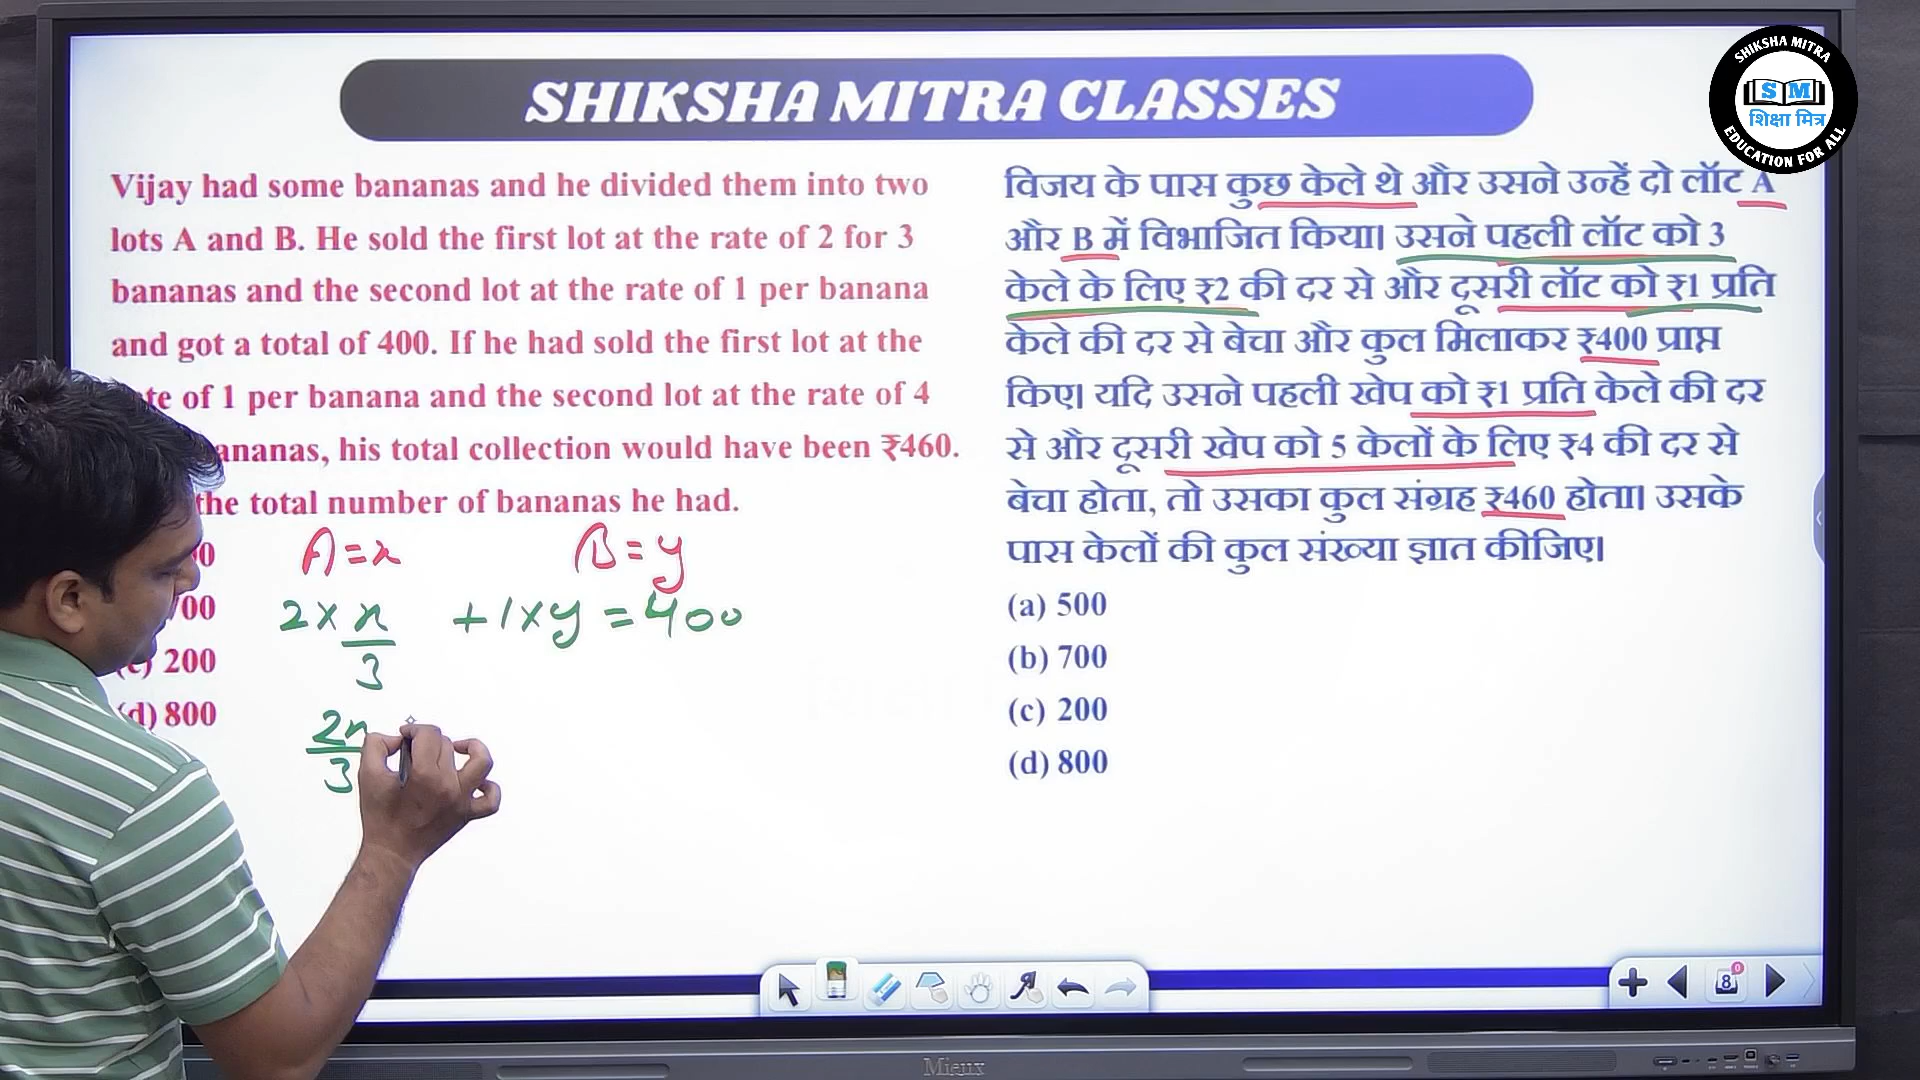 SHIKSHA MITRA CLASSES
SHIKSHA MITRA
SM
शिक्षा मित्र
EDUCATION FOR ALL
Vijay had some bananas and he divided them into two
lots A and B. He sold the first lot at the rate of 2 for 3
bananas and the second lot at the rate of 1 per banana
and got a total of 400. If he had sold the first lot at the
te of 1 per banana and the second lot at the rate of 4
ananas, his total collection would have been ₹460.
the total number of bananas he had.
0
700
(c) 200
(d) 800
A = x B = y
2 × x/3 + 1 × y = 400
2x/3
विजय के पास कुछ केले थे और उसने उन्हें दो लॉट A
और B में विभाजित किया। उसने पहली लॉट को 3
केले के लिए ₹2 की दर से और दूसरी लॉट को ₹1 प्रति
केले की दर से बेचा और कुल मिलाकर ₹400 प्राप्त
किए। यदि उसने पहली खेप को ₹1 प्रति केले की दर
से और दूसरी खेप को 5 केलों के लिए ₹4 की दर से
बेचा होता, तो उसका कुल संग्रह ₹460 होता। उसके
पास केलों की कुल संख्या ज्ञात कीजिए।
(a) 500
(b) 700
(c) 200
(d) 800
8
0